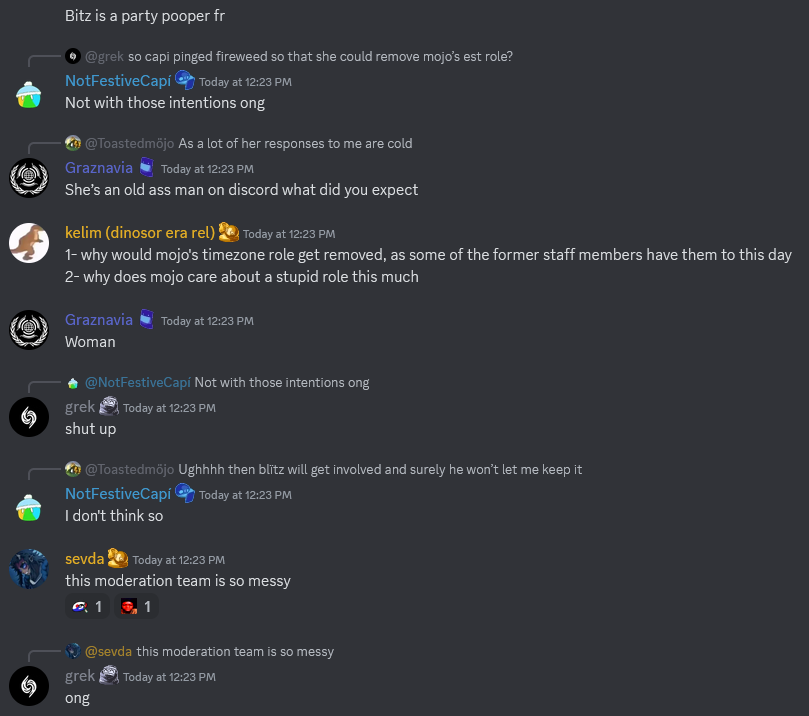 Bitz is a party pooper fr
@grek so capi pinged fireweed so that she could remove mojo's est role?
NotFestiveCapí Today at 12:23 PM
Not with those intentions ong
@Toastedmõjo As a lot of her responses to me are cold
Graznavia Today at 12:23 PM
She's an old ass man on discord what did you expect
kelim (dinosor era rel) Today at 12:23 PM
1- why would mojo's timezone role get removed, as some of the former staff members have them to this day
2- why does mojo care about a stupid role this much
Graznavia Today at 12:23 PM
Woman
@NotFestiveCapí Not with those intentions ong
grek Today at 12:23 PM
shut up
@Toastedmõjo Ughhhh then blïtz will get involved and surely he won't let me keep it
NotFestiveCapí Today at 12:23 PM
I don't think so
sevda Today at 12:23 PM
this moderation team is so messy
1 1
@sevda this moderation team is so messy
grek Today at 12:23 PM
ong